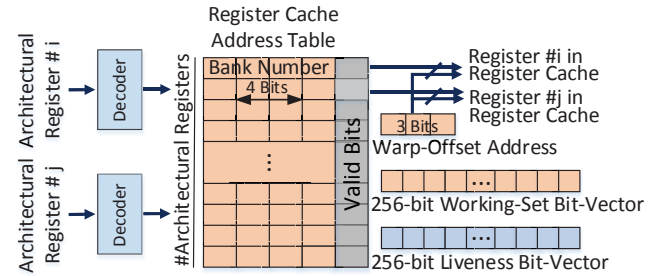 Register Cache
Address Table
Architectural
Register # i
Decoder
Architectural
Register # j
Decoder
#Architectural Registers
Bank Number
4 Bits
...
Valid Bits
Register #i in
Register Cache
Register #j in
Register Cache
3 Bits
Warp-Offset Address
...
256-bit Working-Set Bit-Vector
...
256-bit Liveness Bit-Vector